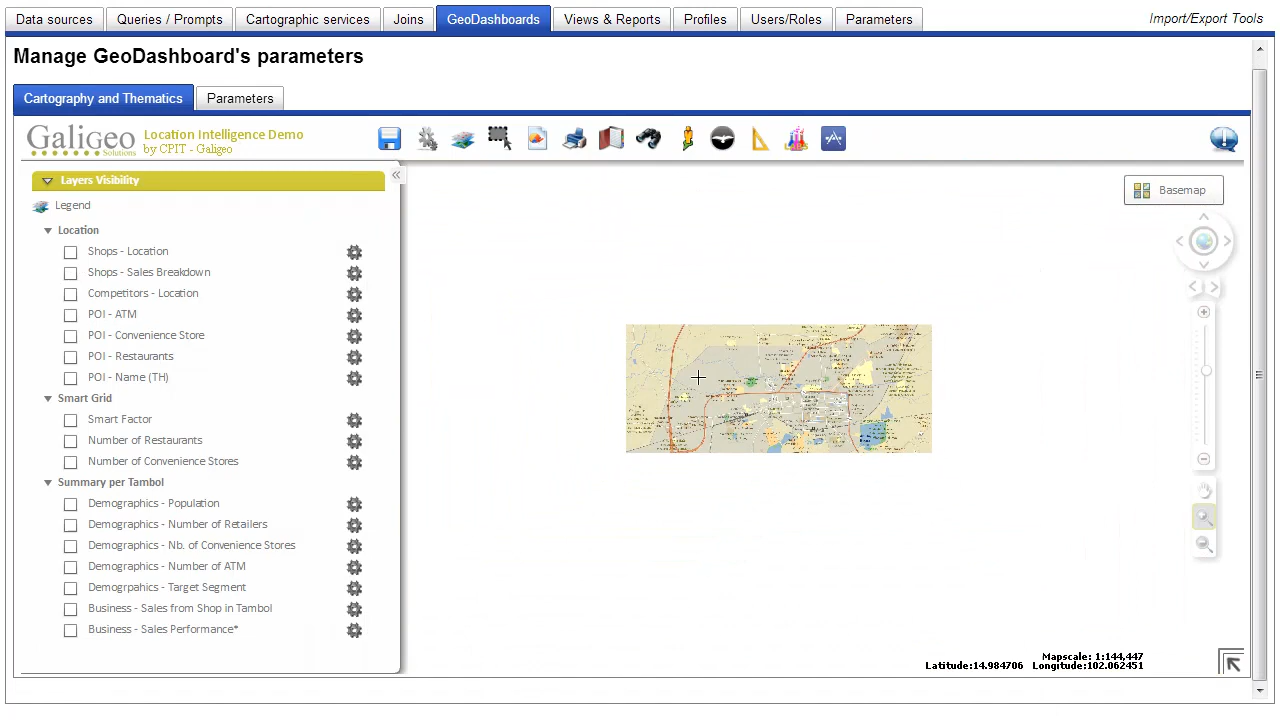 Data sources
Queries / Prompts
Cartographic services
Joins
GeoDashboards
Views & Reports
Profiles
Users/Roles
Parameters
Import/Export Tools
Manage GeoDashboard's parameters
Cartography and Thematics
Parameters
Galigeo
Solutions
Location Intelligence Demo
by CPIT - Galigeo
Layers Visibility
Basemap
Legend
Location
Shops - Location
Shops - Sales Breakdown
Competitors - Location
POI - ATM
POI - Convenience Store
POI - Restaurants
POI - Name (TH)
Smart Grid
Smart Factor
Number of Restaurants
Number of Convenience Stores
Summary per Tambol
Demographics - Population
Demographics - Number of Retailers
Demographics - Nb. of Convenience Stores
Demographics - Number of ATM
Demogrpahics - Target Segment
Business - Sales from Shop in Tambol
Business - Sales Performance*
Mapscale: 1:144,447
Latitude:14.984706 Longitude:102.062451